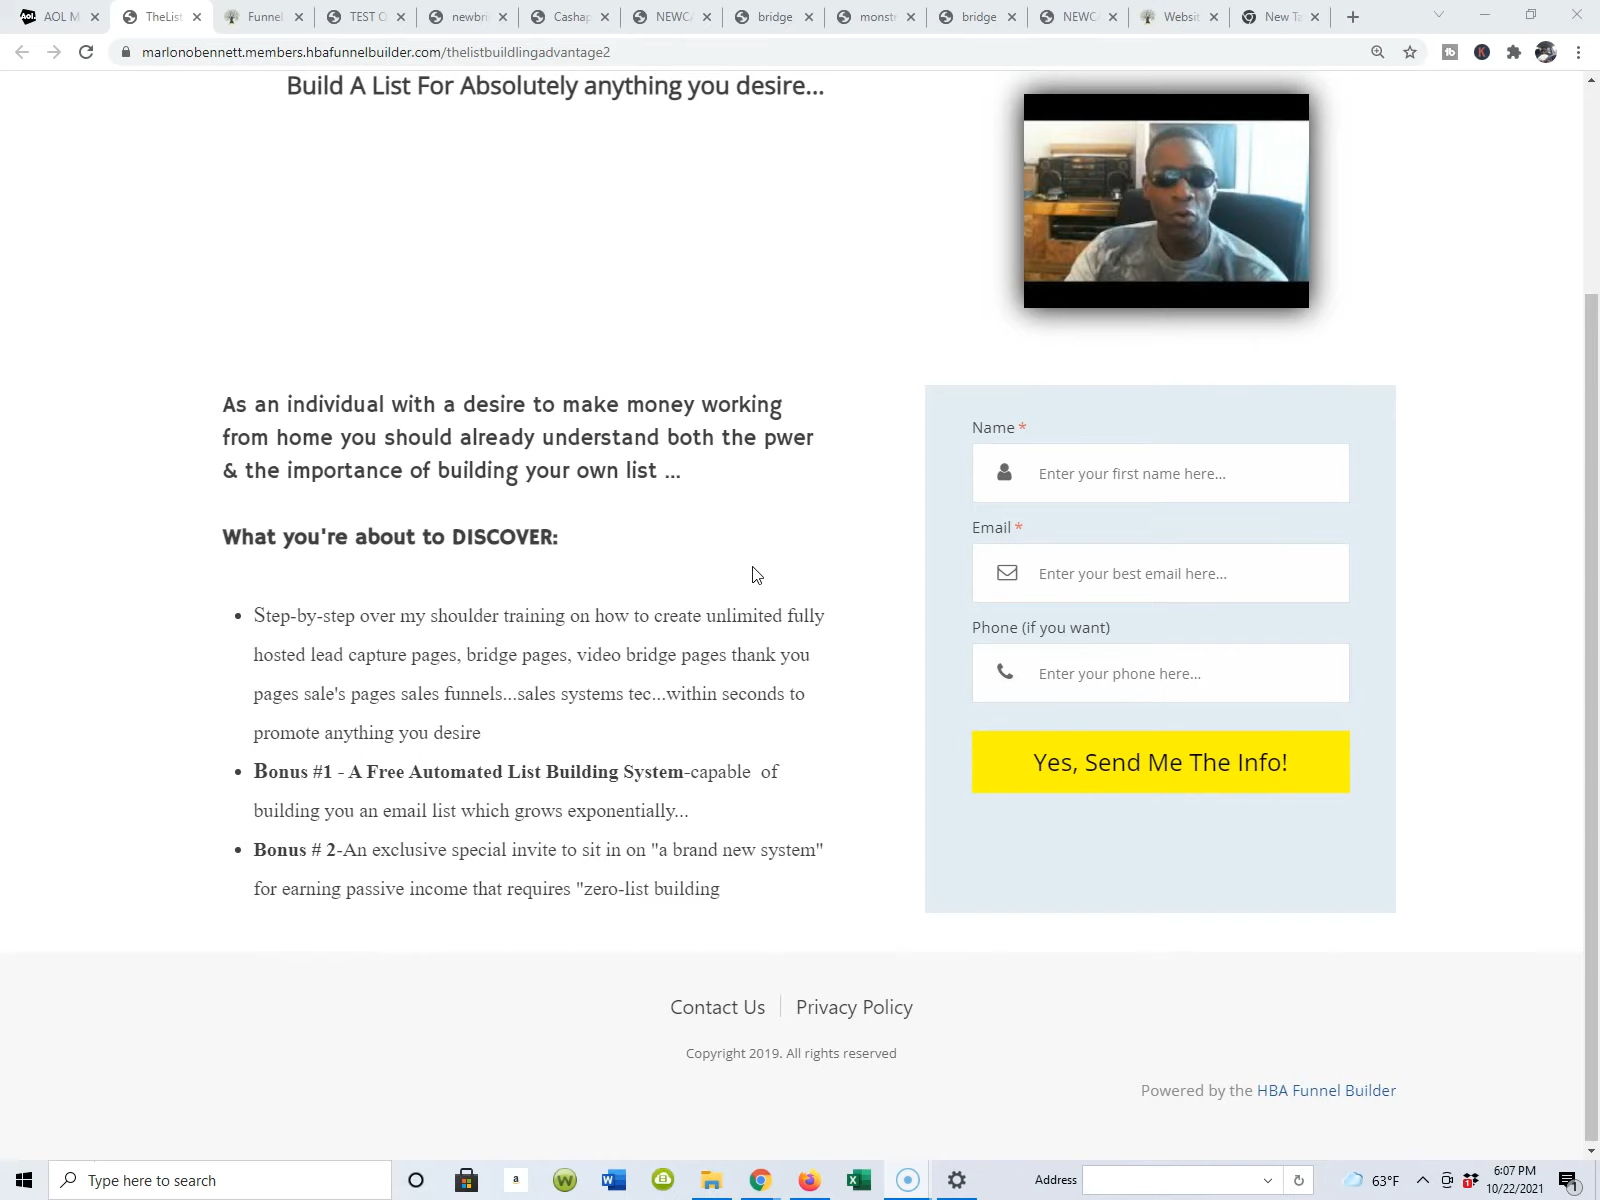 Aol. AOL M
TheList
Funnel
TEST O
newbri
Cashap
NEWCA
bridge
monst
bridge
NEWCA
Websit
New Ta
marlonobennett.members.hbafunnelbuilder.com/thelistbuildlingadvantage2
Build A List For Absolutely anything you desire...
As an individual with a desire to make money working
from home you should already understand both the pwer
& the importance of building your own list ...
What you're about to DISCOVER:
• Step-by-step over my shoulder training on how to create unlimited fully
hosted lead capture pages, bridge pages, video bridge pages thank you
pages sale's pages sales funnels...sales systems tec...within seconds to
promote anything you desire
• Bonus #1 - A Free Automated List Building System-capable of
building you an email list which grows exponentially...
• Bonus # 2-An exclusive special invite to sit in on "a brand new system"
for earning passive income that requires "zero-list building
Name *
Enter your first name here...
Email *
Enter your best email here...
Phone (if you want)
Enter your phone here...
Yes, Send Me The Info!
Contact Us
Privacy Policy
Copyright 2019. All rights reserved
Powered by the HBA Funnel Builder
Type here to search
Address
63°F
6:07 PM
10/22/2021